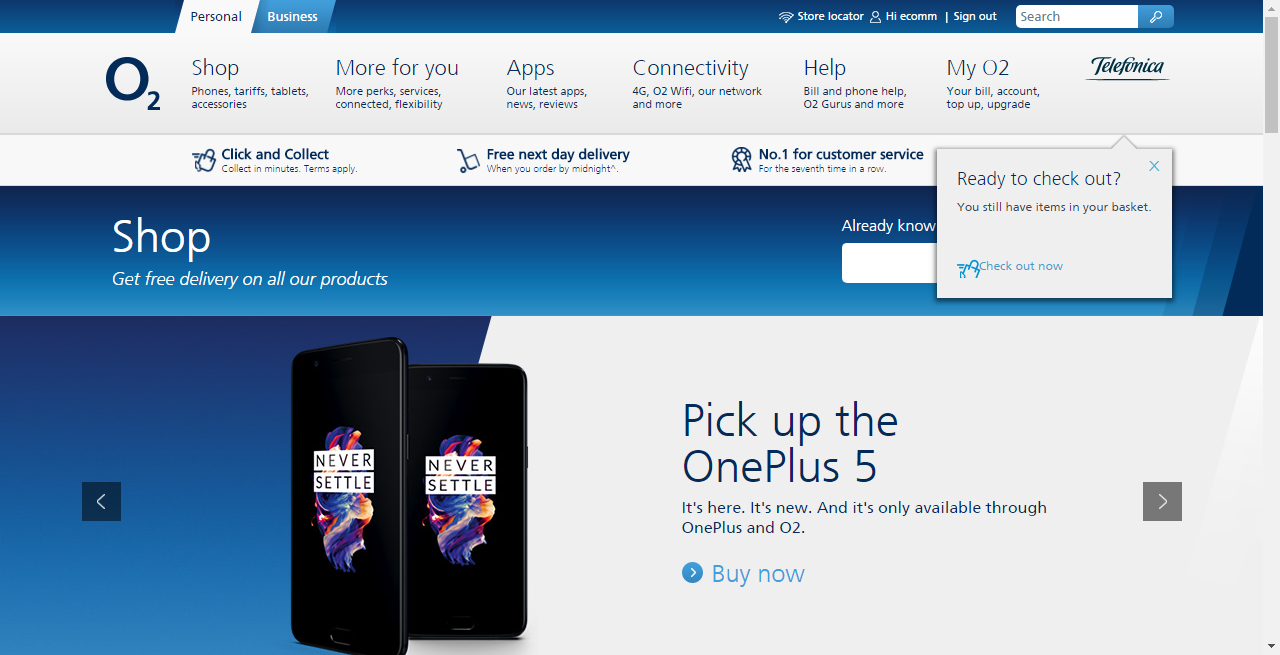 Personal
Business
Store locator
Hi ecomm | Sign out
Search
O2
Shop
Phones, tariffs, tablets,
accessories
More for you
More perks, services,
connected, flexibility
Apps
Our latest apps,
news, reviews
Connectivity
4G, O2 Wifi, our network
and more
Help
Bill and phone help,
O2 Gurus and more
My O2
Your bill, account,
top up, upgrade
Telefónica
Click and Collect
Collect in minutes. Terms apply.
Free next day delivery
When you order by midnight^.
No.1 for customer service
For the seventh time in a row.
Ready to check out?
You still have items in your basket.
Check out now
Shop
Get free delivery on all our products
Already know
NEVER
SETTLE
NEVER
SETTLE
Pick up the
OnePlus 5
It's here. It's new. And it's only available through
OnePlus and O2.
Buy now